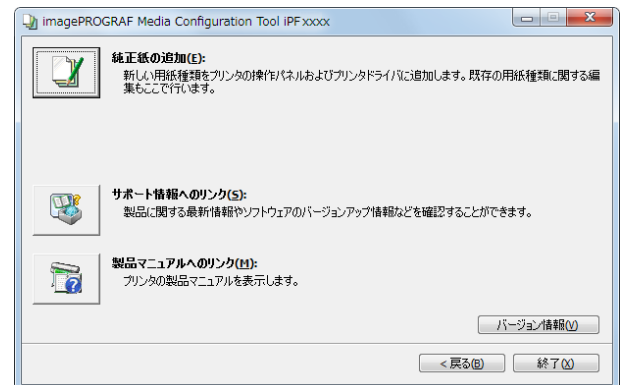 imagePROGRAF Media Configuration Tool iPFxxxx
純正紙の追加(E):
新しい用紙種類をプリンタの操作パネルおよびプリンタドライバに追加します。既存の用紙種類に関する編
集もここで行います。
サポート情報へのリンク(S):
製品に関する最新情報やソフトウェアのバージョンアップ情報などを確認することができます。
製品マニュアルへのリンク(M):
プリンタの製品マニュアルを表示します。
バージョン情報(V)
< 戻る(B)
終了(X)